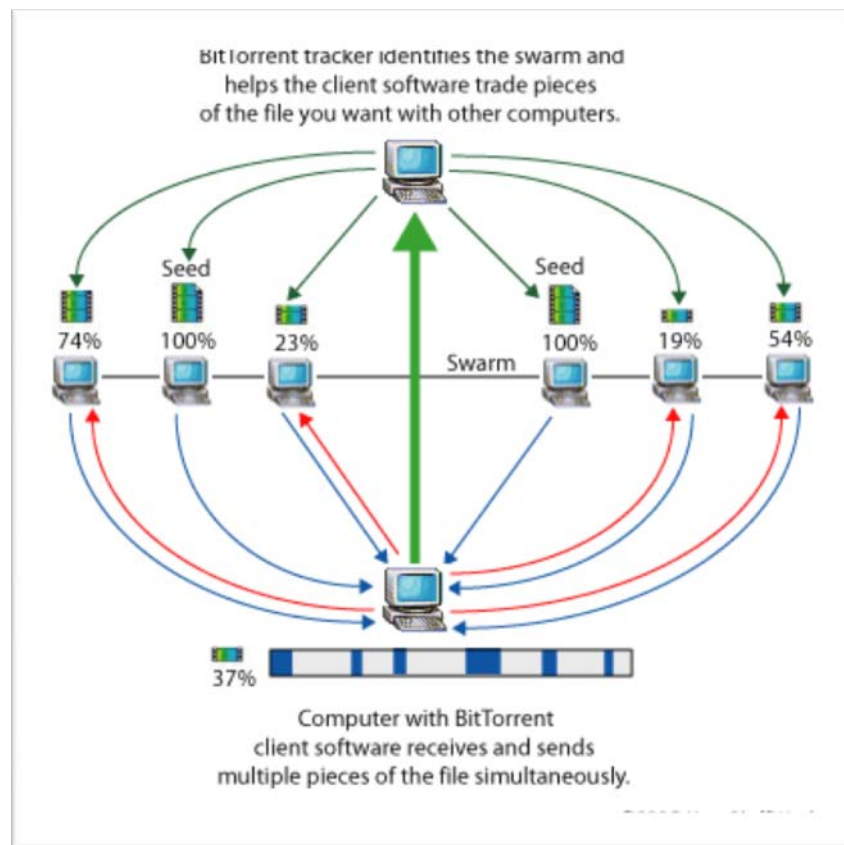 BitTorrent tracker identifies the swarm and
helps the client software trade pieces
of the file you want with other computers.
Seed
Seed
74%
100%
23%
100%
19%
54%
Swarm
37%
Computer with BitTorrent
client software receives and sends
multiple pieces of the file simultaneously.